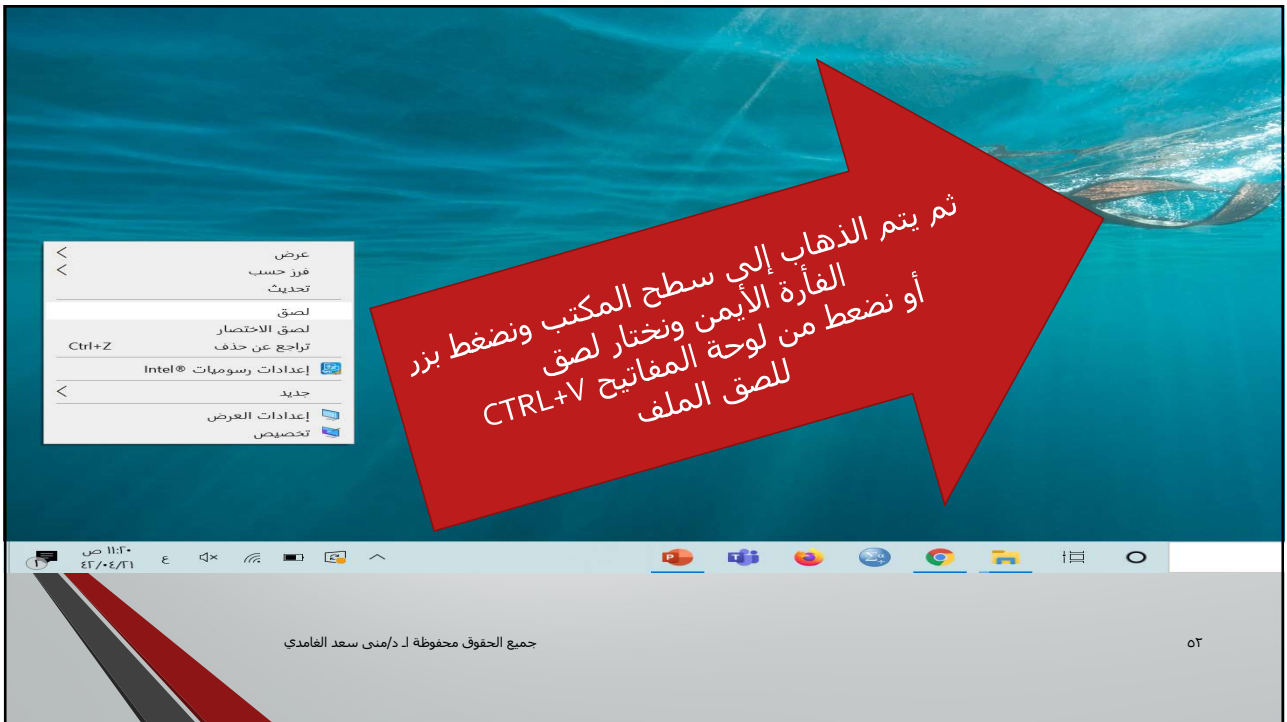 ثم يتم الذهاب إلى سطح المكتب ونضغط بزر
الفأرة الأيمن ونختار لصق
أو نضعط من لوحة المفاتيح CTRL+V
للصق الملف
عرض
فرز حسب
تحديث
لصق
لصق الاختصار
تراجع عن حذف Ctrl+Z
إعدادات رسوميات Intel®
جديد
إعدادات العرض
تخصيص
ع
١١:٢٠ ص
٤٢/٠٤/٢١
١
٥٢
جميع الحقوق محفوظة لـ د/منى سعد الغامدي